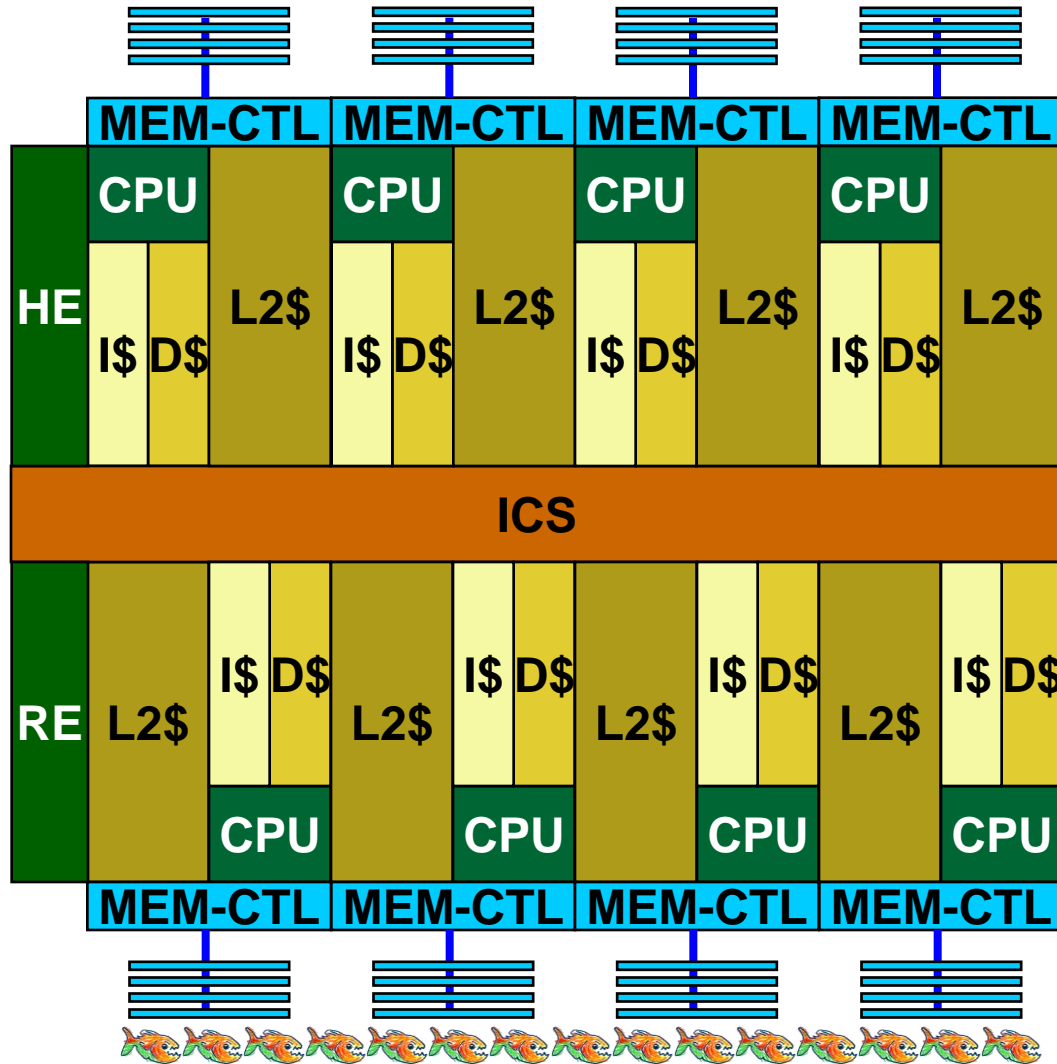 MEM-CTL MEM-CTL MEM-CTL MEM-CTL
CPU CPU CPU CPU
HE L2$ L2$ L2$ L2$
I$ D$ I$ D$ I$ D$ I$ D$
ICS
I$ D$ I$ D$ I$ D$ I$ D$
RE L2$ L2$ L2$ L2$
CPU CPU CPU CPU
MEM-CTL MEM-CTL MEM-CTL MEM-CTL